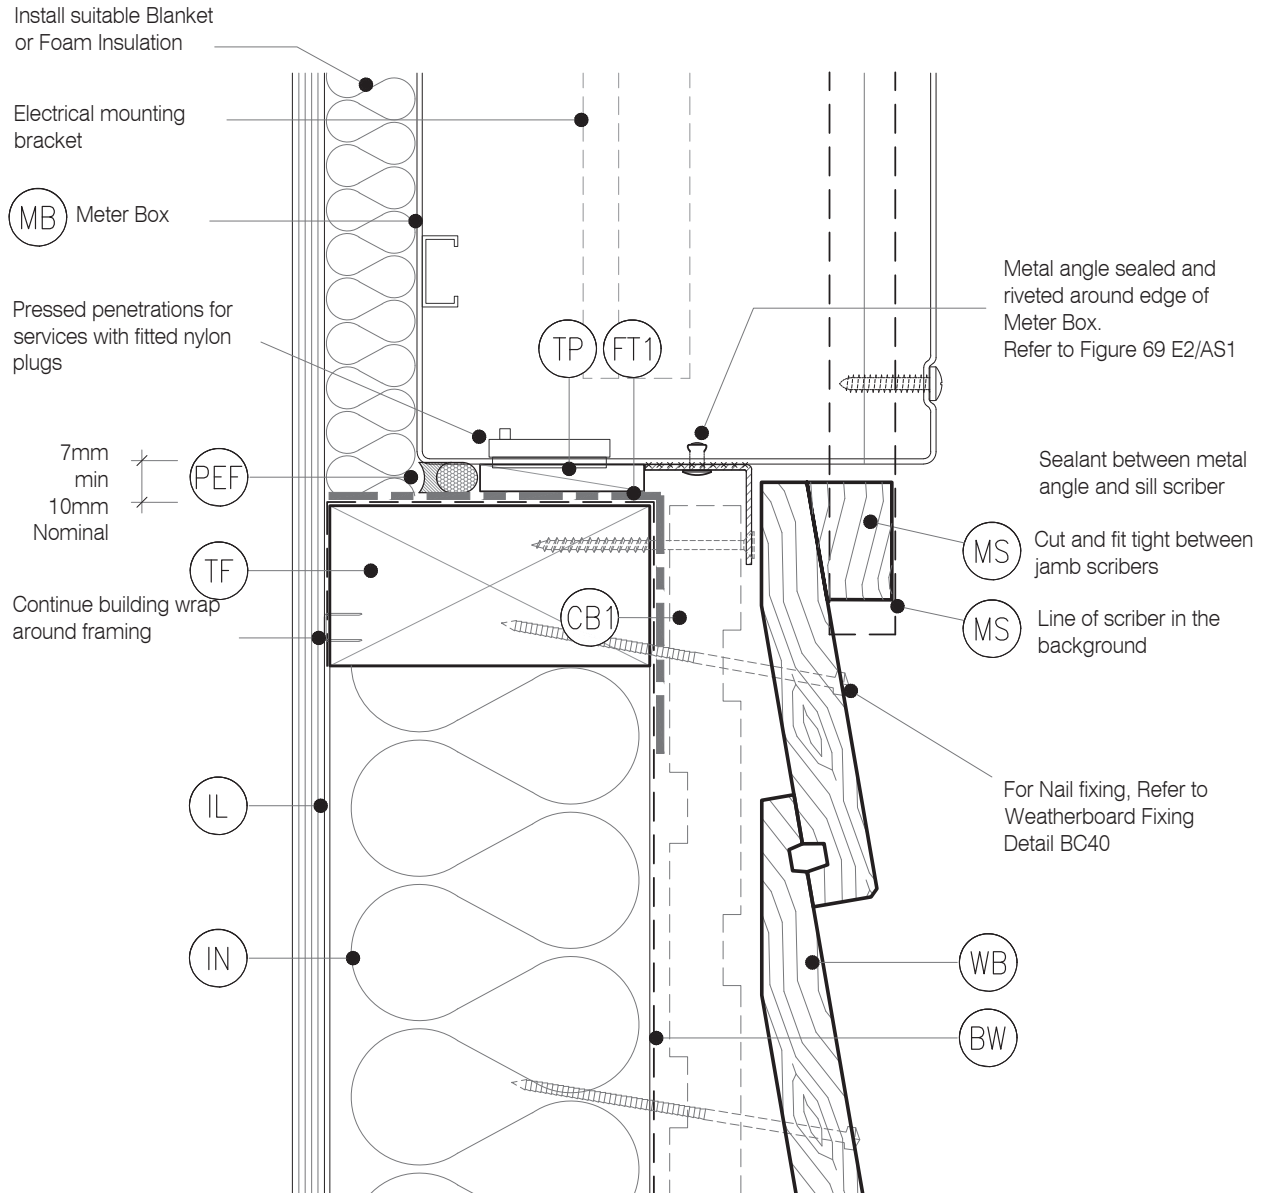 Install suitable Blanket
or Foam Insulation
Electrical mounting
bracket
MB
Meter Box
Pressed penetrations for
services with fitted nylon
plugs
TP
FT1
Metal angle sealed and
riveted around edge of
Meter Box.
Refer to Figure 69 E2/AS1
7mm
min
10mm
Nominal
PEF
Sealant between metal
angle and sill scriber
MS
Cut and fit tight between
jamb scribers
TF
Continue building wrap
around framing
CB1
MS
Line of scriber in the
background
IL
For Nail fixing, Refer to
Weatherboard Fixing
Detail BC40
IN
WB
BW